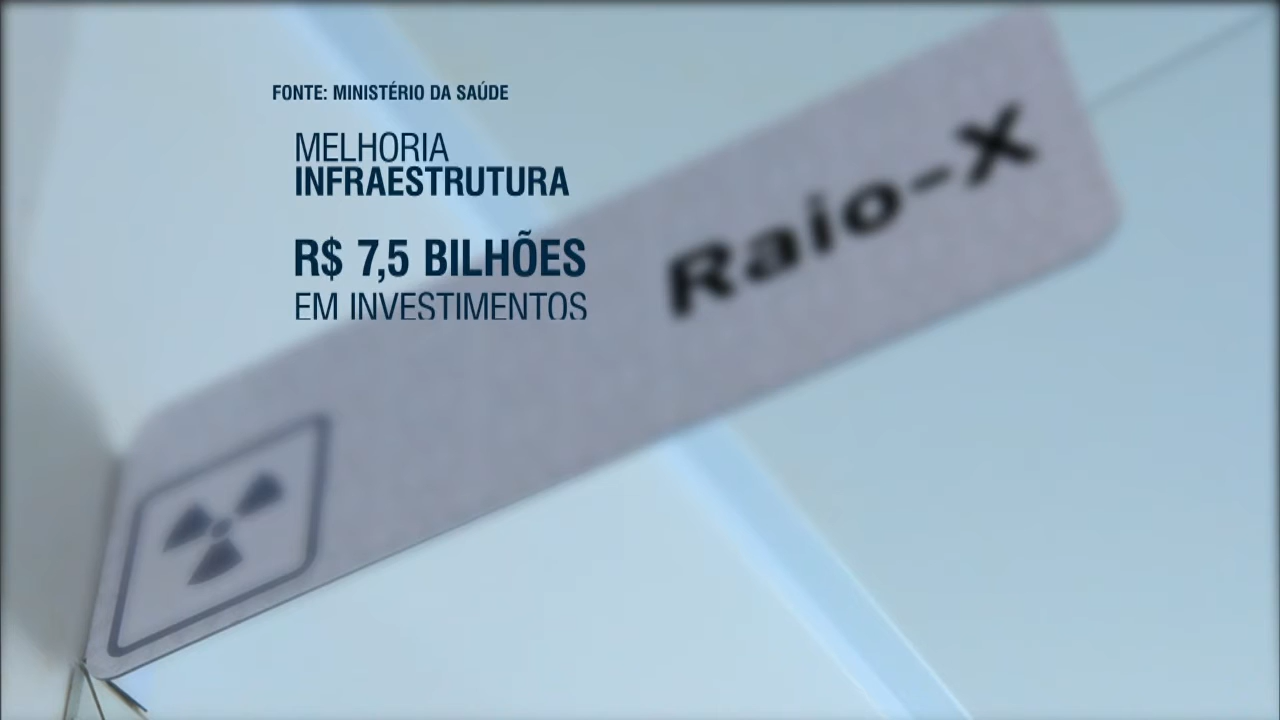 FONTE: MINISTÉRIO DA SAÚDE
MELHORIA
INFRAESTRUTURA
R$ 7,5 BILHÕES
EM INVESTIMENTOS
Raio-X